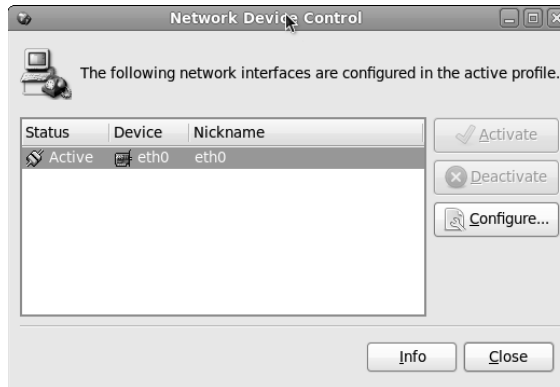 Network Device Control
The following network interfaces are configured in the active profile.
Status Device Nickname
Active eth0 eth0
Activate
Deactivate
Configure...
Info Close